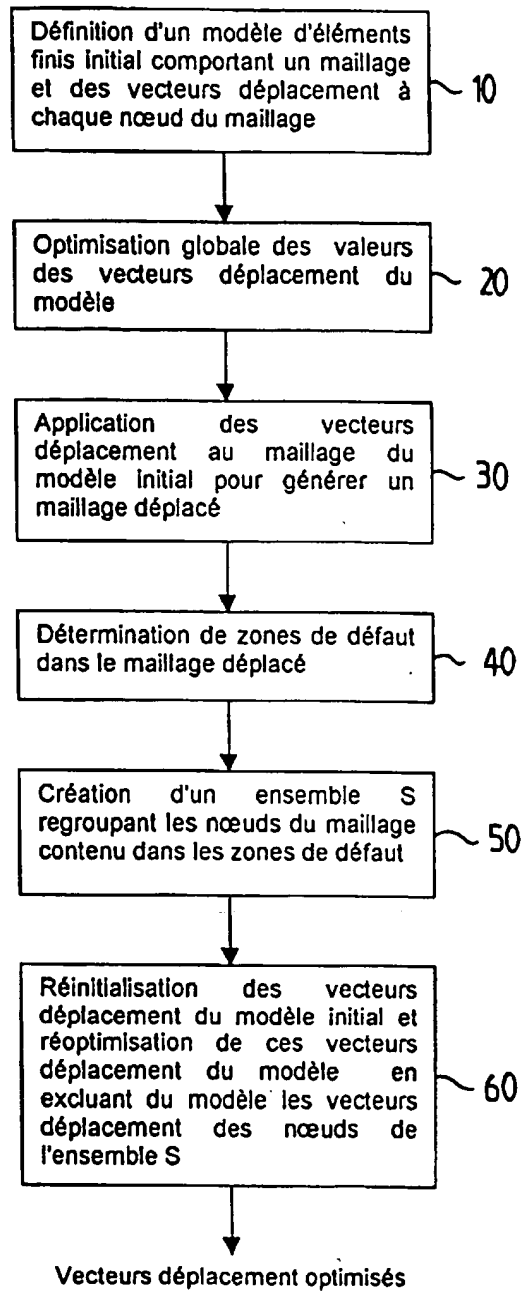 Définition d'un modèle d'éléments
finis initial comportant un maillage
et des vecteurs déplacement à
chaque nœud du maillage
10
Optimisation globale des valeurs
des vecteurs déplacement du
modèle
20
Application des vecteurs
déplacement au maillage du
modèle initial pour générer un
maillage déplacé
30
Détermination de zones de défaut
dans le maillage déplacé
40
Création d'un ensemble S
regroupant les nœuds du maillage
contenu dans les zones de défaut
50
Réinitialisation des vecteurs
déplacement du modèle initial et
réoptimisation de ces vecteurs
déplacement du modèle en
excluant du modèle les vecteurs
déplacement des nœuds de
l'ensemble S
60
Vecteurs déplacement optimisés